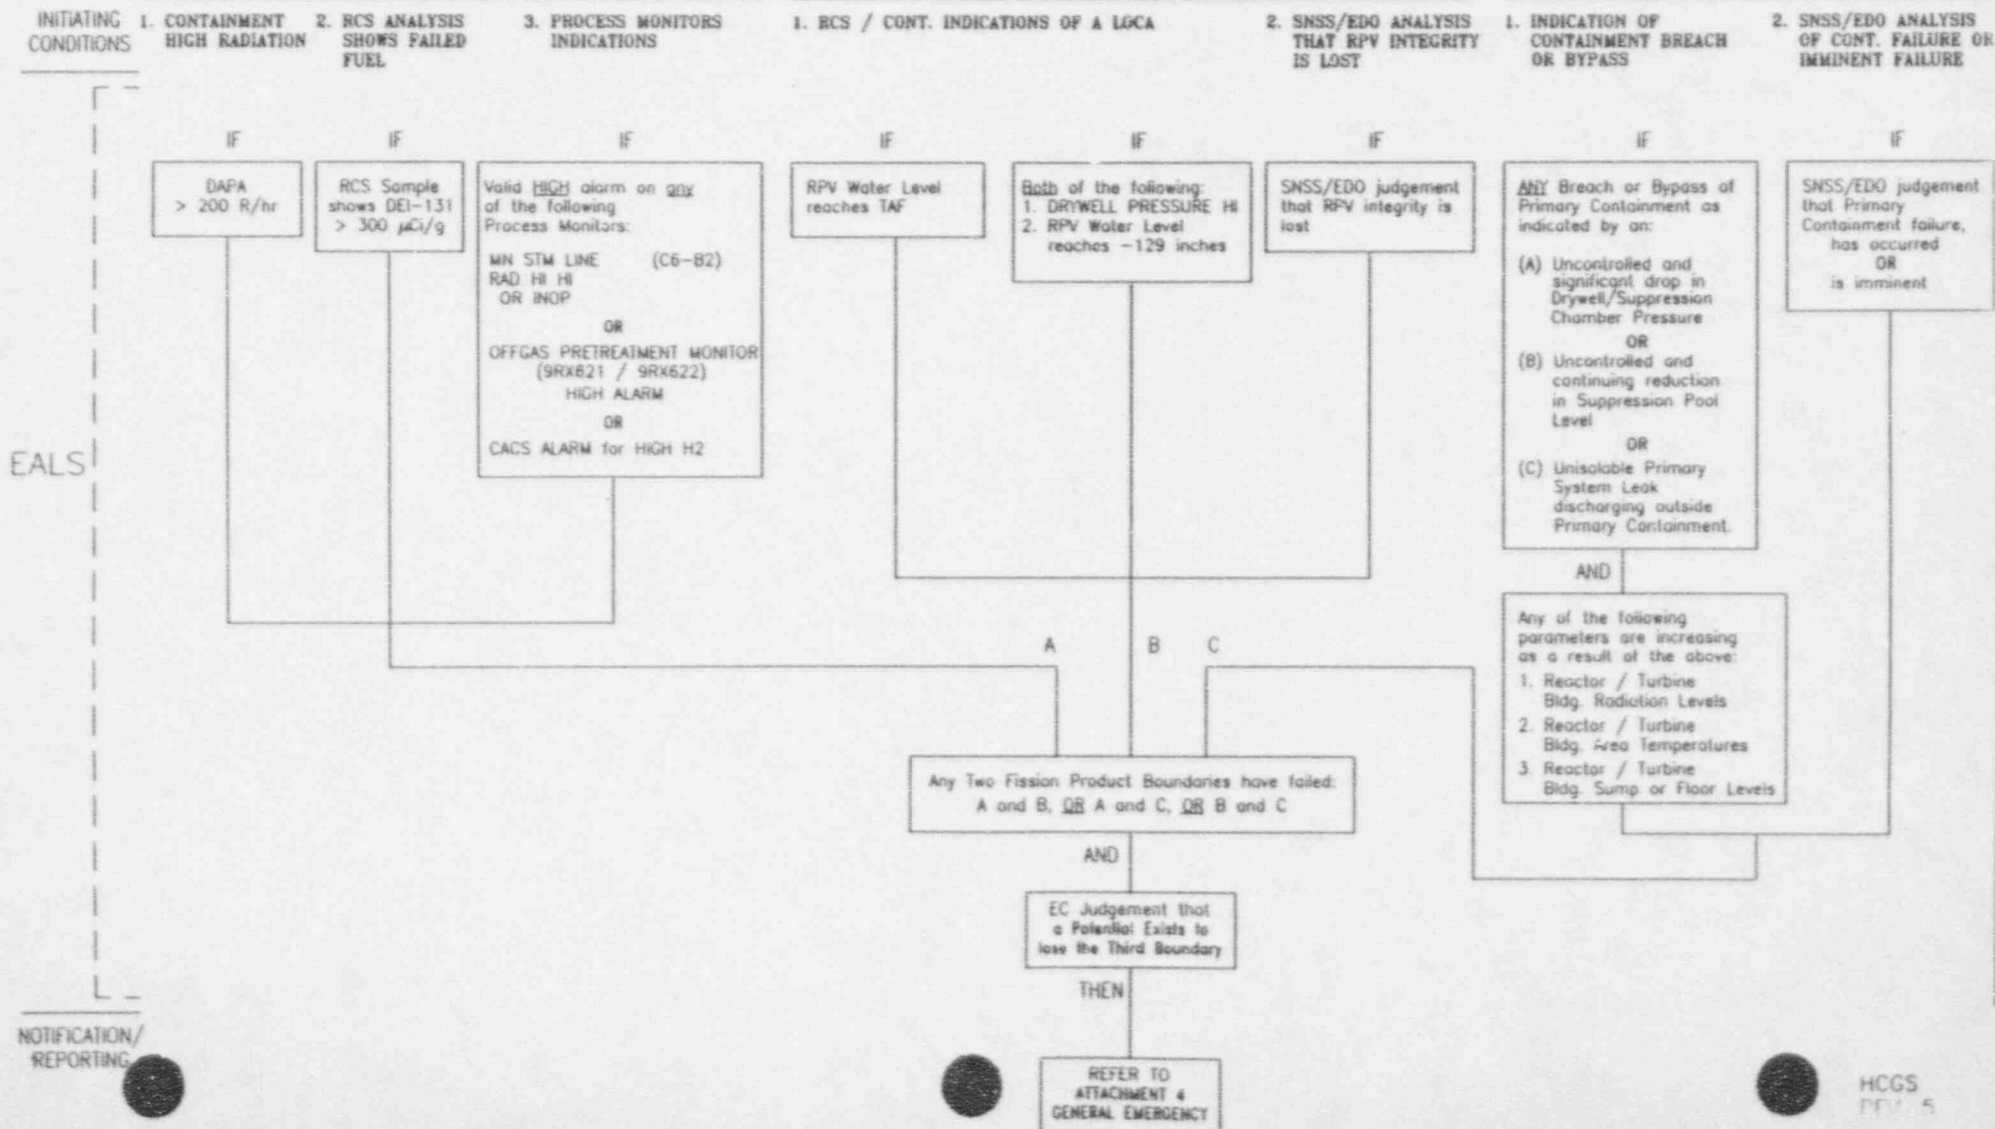 INITIATING
CONDITIONS
1. CONTAINMENT
HIGH RADIATION
2. RCS ANALYSIS
SHOWS FAILED
FUEL
3. PROCESS MONITORS
INDICATIONS
1. RCS / CONT. INDICATIONS OF A LOCA
2. SNSS/EDO ANALYSIS
THAT RPV INTEGRITY
IS LOST
1. INDICATION OF
CONTAINMENT BREACH
OR BYPASS
2. SNSS/EDO ANALYSIS
OF CONT. FAILURE OR
IMMINENT FAILURE
EALS
IF
DAPA
> 200 R/hr
IF
RCS Sample
shows DEI-131
> 300 µCi/g
IF
Valid HIGH alarm on any
of the following
Process Monitors:
MN STM LINE (C6-B2)
RAD HI HI
OR INOP
OR
OFFGAS PRETREATMENT MONITOR
(9RX621 / 9RX622)
HIGH ALARM
OR
CACS ALARM for HIGH H2
IF
RPV Water Level
reaches TAF
IF
Both of the following:
1. DRYWELL PRESSURE HI
2. RPV Water Level
reaches -129 inches
IF
SNSS/EDO judgement
that RPV integrity is
lost
IF
ANY Breach or Bypass of
Primary Containment as
indicated by an:
(A) Uncontrolled and
significant drop in
Drywell/Suppression
Chamber Pressure
OR
(B) Uncontrolled and
continuing reduction
in Suppression Pool
Level
OR
(C) Unisolable Primary
System Leak
discharging outside
Primary Containment.
IF
SNSS/EDO judgement
that Primary
Containment failure,
has occurred
OR
is imminent
AND
Any of the following
parameters are increasing
as a result of the above:
1. Reactor / Turbine
Bldg. Radiation Levels
2. Reactor / Turbine
Bldg. Area Temperatures
3. Reactor / Turbine
Bldg. Sump or Floor Levels
A
B
C
Any Two Fission Product Boundaries have failed:
A and B, OR A and C, OR B and C
AND
EC Judgement that
a Potential Exists to
lose the Third Boundary
THEN
NOTIFICATION/
REPORTING
REFER TO
ATTACHMENT 4
GENERAL EMERGENCY
HCGS
REV 5